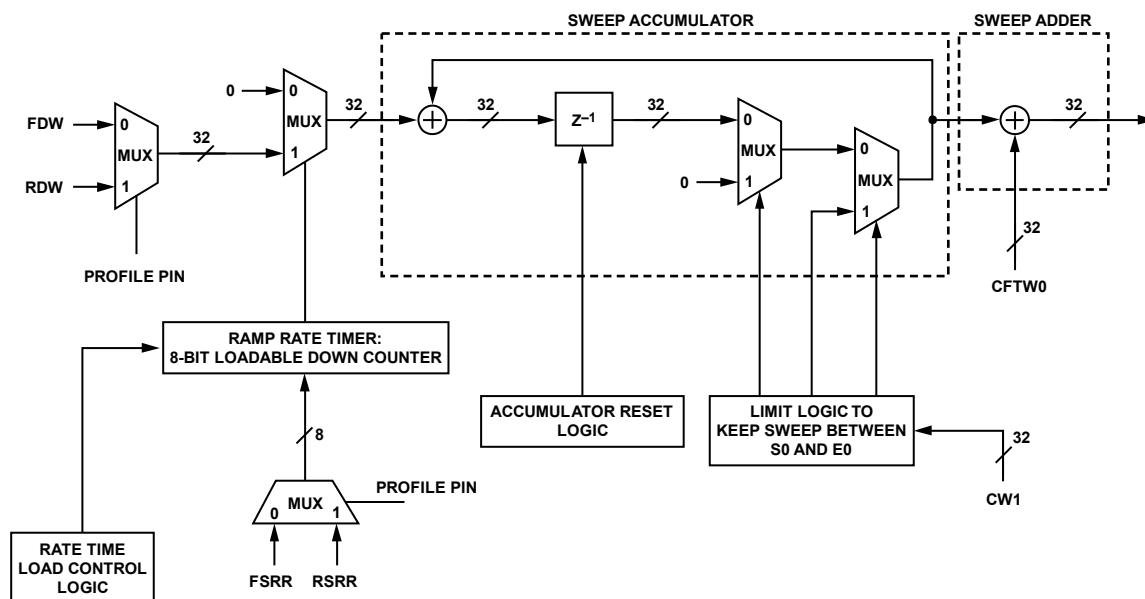 SWEEP ACCUMULATOR
SWEEP ADDER
0
0
MUX
1
32
32
Z–1
32
0
MUX
1
0
0
MUX
1
32
FDW
RDW
0
MUX
1
32
PROFILE PIN
32
CFTW0
RAMP RATE TIMER:
8-BIT LOADABLE DOWN COUNTER
ACCUMULATOR RESET
LOGIC
LIMIT LOGIC TO
KEEP SWEEP BETWEEN
S0 AND E0
32
CW1
8
PROFILE PIN
MUX
0 1
FSRR RSRR
RATE TIME
LOAD CONTROL
LOGIC